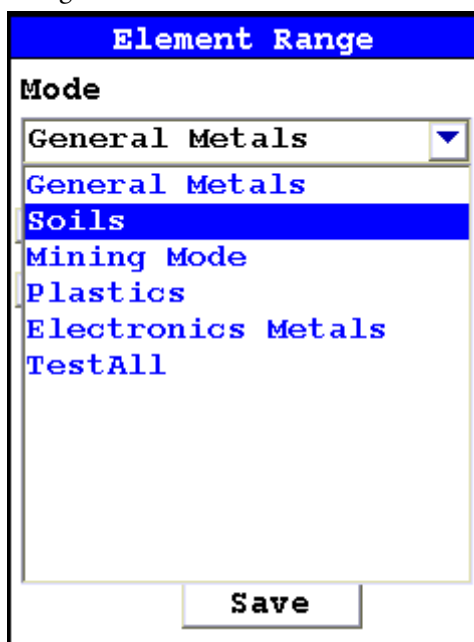 Element Range
Mode
General Metals
General Metals
Soils
Mining Mode
Plastics
Electronics Metals
TestAll
Save